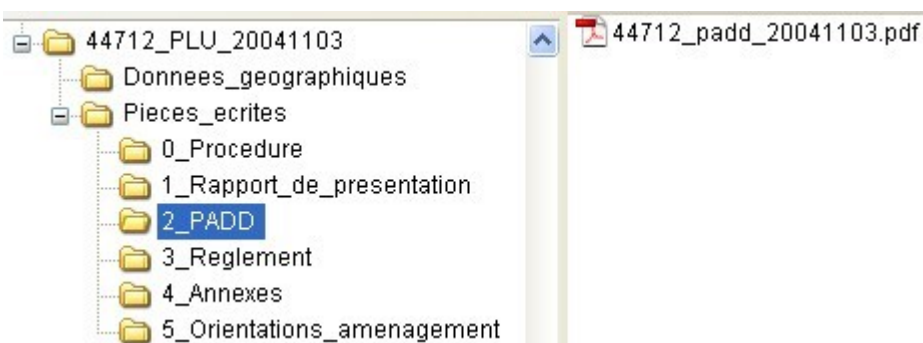 44712_PLU_20041103
Donnees_geographiques
Pieces_ecrites
0_Procedure
1_Rapport_de_presentation
2_PADD
3_Reglement
4_Annexes
5_Orientations_amenagement
44712_padd_20041103.pdf